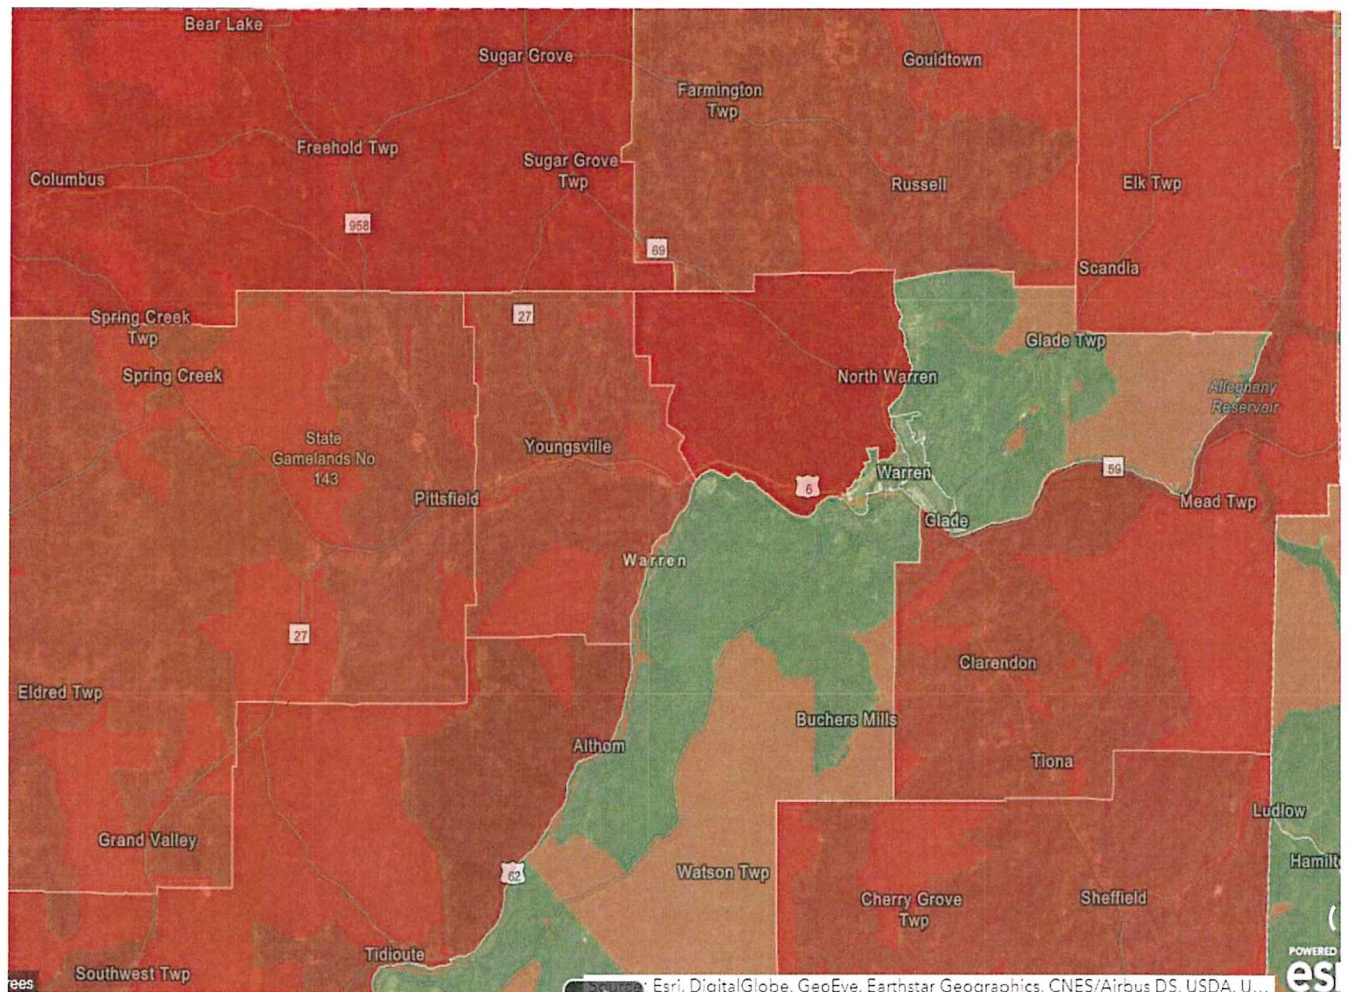 Bear Lake
Sugar Grove
Gouldtown
Farmington
Twp
Freehold Twp
Sugar Grove
Twp
Columbus
Russell
Elk Twp
958
69
Scandia
27
Spring Creek
Twp
Glade Twp
Spring Creek
North Warren
Allegheny
Reservoir
State
Gamelands No
143
Youngsville
Pittsfield
Warren
6
59
Mead Twp
Glade
Warren
27
Clarendon
Eldred Twp
Buchers Mills
Althom
Tiona
Ludlow
Grand Valley
62
Watson Twp
Hamilt
Cherry Grove
Twp
Sheffield
Tidioute
Southwest Twp
POWERED
esri
rees
Source: Esri, DigitalGlobe, GeoEye, Earthstar Geographics, CNES/Airbus DS, USDA, U...